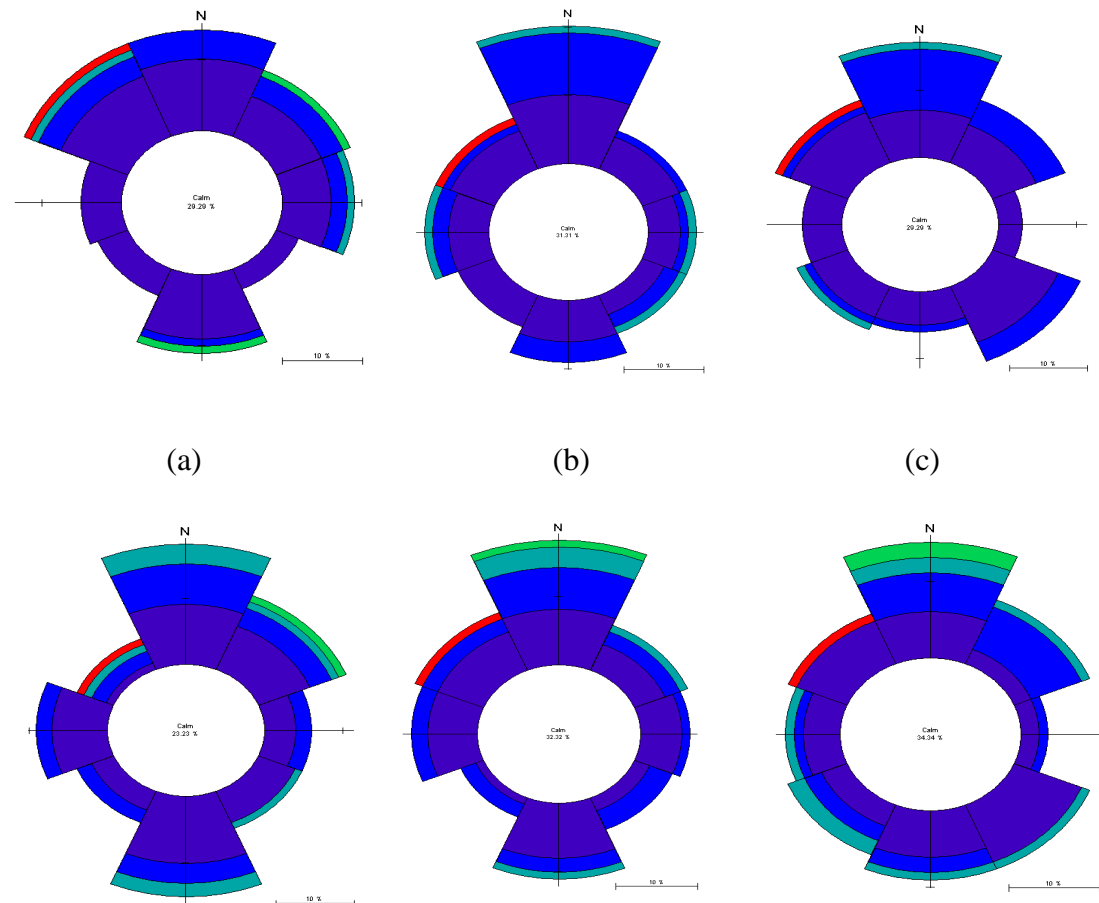 N
N
N
Calm
29.29 %
Calm
31.31 %
Calm
29.29 %
10 %
10 %
10 %
(a)
(b)
(c)
N
N
N
Calm
23.23 %
Calm
32.32 %
Calm
34.34 %
10 %
10 %
10 %